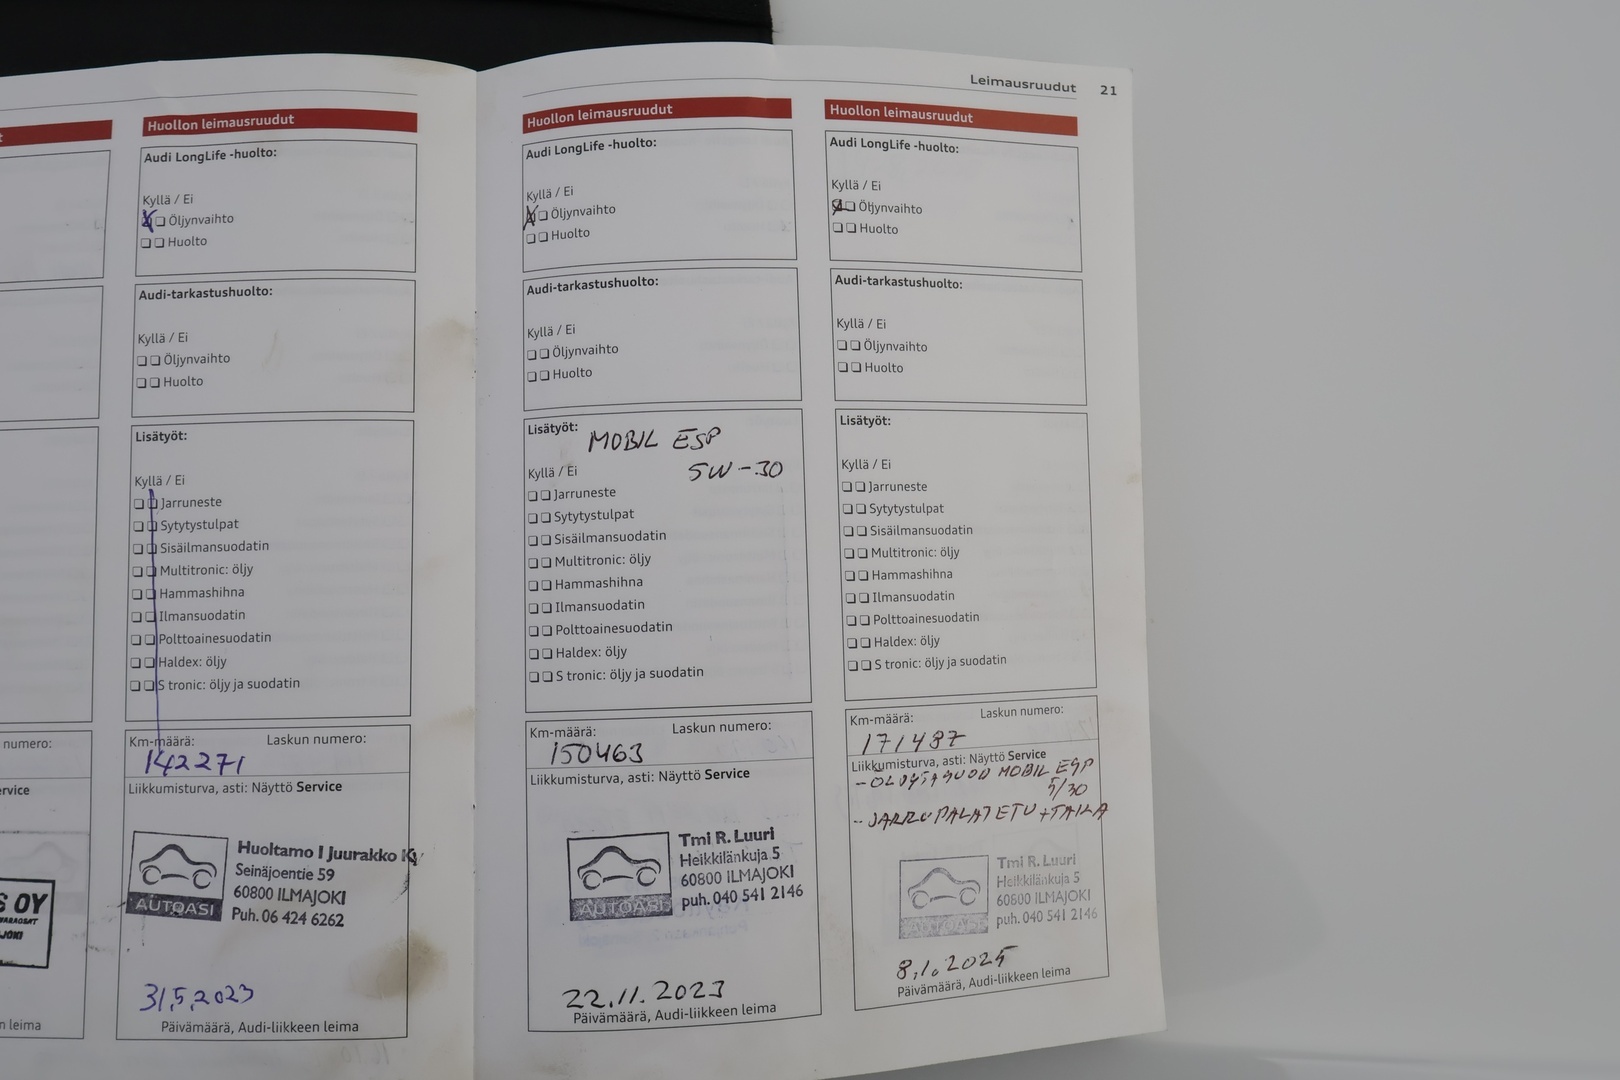 Leimausruudut 21
numero:
rvice
S OY
n leima
Huollon leimausruudut
Audi LongLife -huolto:
Kyllä / Ei
Öljynvaihto
Huolto
Audi-tarkastushuolto:
Kyllä / Ei
Öljynvaihto
Huolto
Lisätyöt:
Kyllä / Ei
Jarruneste
Sytytystulpat
Sisäilmansuodatin
Multitronic: öljy
Hammashihna
Ilmansuodatin
Polttoainesuodatin
Haldex: öljy
S tronic: öljy ja suodatin
Km-määrä: Laskun numero:
142271
Liikkumisturva, asti: Näyttö Service
Huoltamo I Juurakko Ky
Seinäjoentie 59
60800 ILMAJOKI
Puh. 06 424 6262
AUTOASI
31.5.2023
Päivämäärä, Audi-liikkeen leima
Huollon leimausruudut
Audi LongLife -huolto:
Kyllä / Ei
Öljynvaihto
Huolto
Audi-tarkastushuolto:
Kyllä / Ei
Öljynvaihto
Huolto
Lisätyöt: MOBIL ESP
Kyllä / Ei 5W-30
Jarruneste
Sytytystulpat
Sisäilmansuodatin
Multitronic: öljy
Hammashihna
Ilmansuodatin
Polttoainesuodatin
Haldex: öljy
S tronic: öljy ja suodatin
Km-määrä: Laskun numero:
150463
Liikkumisturva, asti: Näyttö Service
Tmi R. Luuri
Heikkilänkuja 5
60800 ILMAJOKI
puh. 040 541 2146
AUTOASI
22.11.2023
Päivämäärä, Audi-liikkeen leima
Huollon leimausruudut
Audi LongLife -huolto:
Kyllä / Ei
Öljynvaihto
Huolto
Audi-tarkastushuolto:
Kyllä / Ei
Öljynvaihto
Huolto
Lisätyöt:
Kyllä / Ei
Jarruneste
Sytytystulpat
Sisäilmansuodatin
Multitronic: öljy
Hammashihna
Ilmansuodatin
Polttoainesuodatin
Haldex: öljy
S tronic: öljy ja suodatin
Km-määrä: Laskun numero:
171487
Liikkumisturva, asti: Näyttö Service
MOBIL ESP
5/30
- JARRUPALAT ETU + TAKA
Tmi R. Luuri
Heikkilänkuja 5
60800 ILMAJOKI
puh. 040 541 2146
AUTOASI
8.1.2025
Päivämäärä, Audi-liikkeen leima